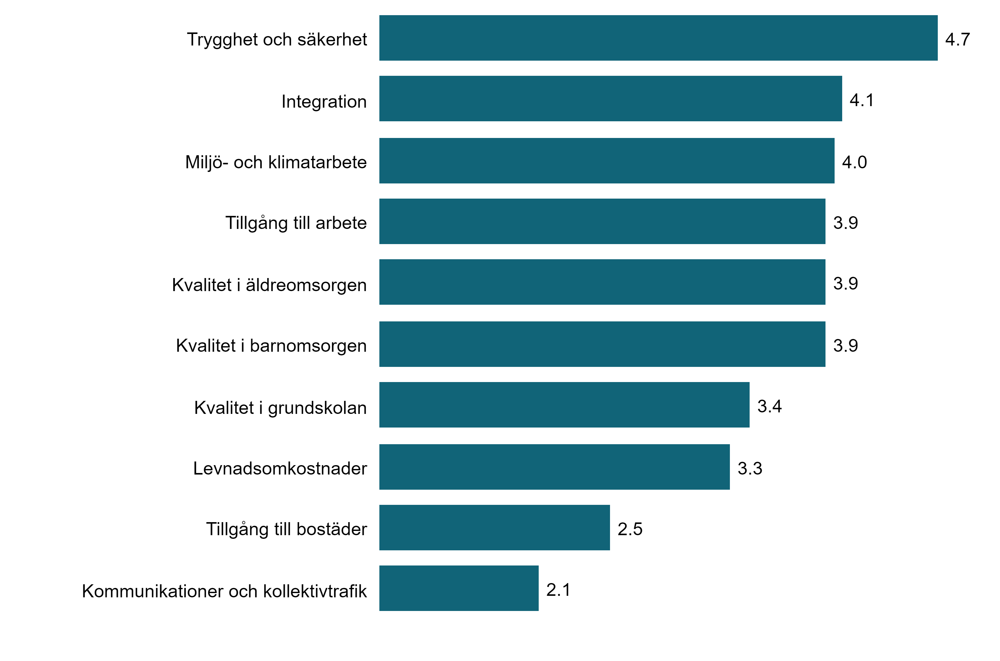 Trygghet och säkerhet 4.7
Integration 4.1
Miljö- och klimatarbete 4.0
Tillgång till arbete 3.9
Kvalitet i äldreomsorgen 3.9
Kvalitet i barnomsorgen 3.9
Kvalitet i grundskolan 3.4
Levnadsomkostnader 3.3
Tillgång till bostäder 2.5
Kommunikationer och kollektivtrafik 2.1